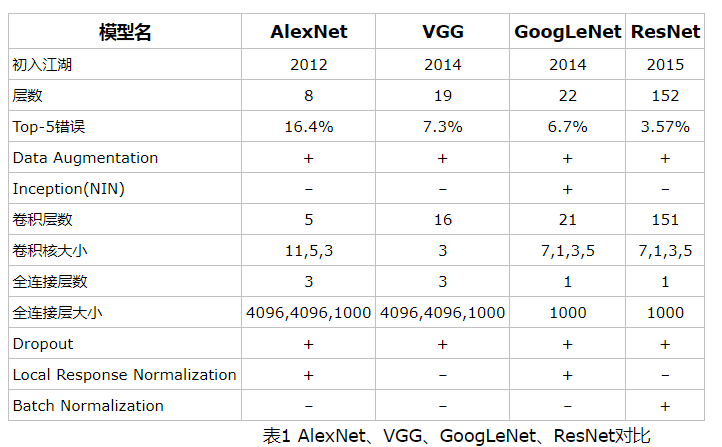 模型名 AlexNet VGG GoogLeNet ResNet
初入江湖 2012 2014 2014 2015
层数 8 19 22 152
Top-5错误 16.4% 7.3% 6.7% 3.57%
Data Augmentation + + + +
Inception(NIN) – – + –
卷积层数 5 16 21 151
卷积核大小 11,5,3 3 7,1,3,5 7,1,3,5
全连接层数 3 3 1 1
全连接层大小 4096,4096,1000 4096,4096,1000 1000 1000
Dropout + + + +
Local Response Normalization + – + –
Batch Normalization – – – +
表1 AlexNet、VGG、GoogLeNet、ResNet对比